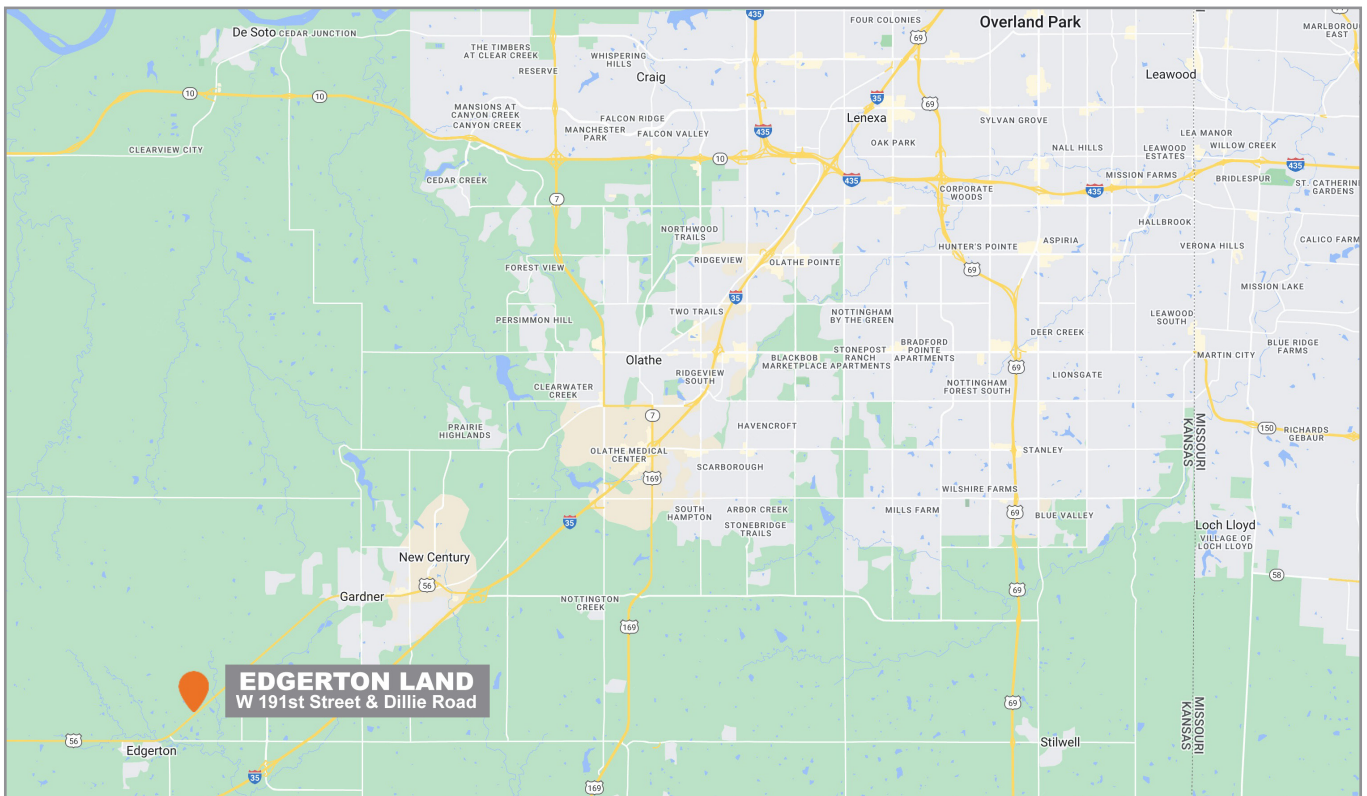 435
FOUR COLONIES
Overland Park
De Soto
CEDAR JUNCTION
MARLBOROU
EAST
69
THE TIMBERS
AT CLEAR CREEK
WHISPERING
HILLS
RESERVE
Craig
Leawood
10
10
35
69
MANSIONS AT
CANYON CREEK
CANYON CREEK
FALCON RIDGE
MANCHESTER
PARK
FALCON VALLEY
435
Lenexa
SYLVAN GROVE
LEA MANOR
WILLOW CREEK
OAK PARK
NALL HILLS
LEAWOOD
ESTATES
CLEARVIEW CITY
10
435
CEDAR CREEK
435
CORPORATE
WOODS
435
MISSION FARMS
BRIDLESPUR
ST. CATHERINE
GARDENS
7
HALLBROOK
NORTHWOOD
TRAILS
HUNTER'S POINTE
ASPIRIA
VERONA HILLS
CALICO FARM
FOREST VIEW
RIDGEVIEW
OLATHE POINTE
69
MISSION LAKE
35
PERSIMMON HILL
TWO TRAILS
NOTTINGHAM
BY THE GREEN
LEAWOOD
SOUTH
DEER CREEK
BLUE RIDGE
FARMS
Olathe
BLACKBOB
MARKETPLACE
STONEPOST
RANCH
APARTMENTS
BRADFORD
POINTE
APARTMENTS
69
MARTIN CITY
RIDGEVIEW
SOUTH
LIONSGATE
CLEARWATER
CREEK
NOTTINGHAM
FOREST SOUTH
7
PRAIRIE
HIGHLANDS
HAVENCROFT
150
RICHARDS
GEBAUR
MISSOURI
KANSAS
OLATHE MEDICAL
CENTER
STANLEY
SCARBOROUGH
169
WILSHIRE FARMS
35
SOUTH
HAMPTON
ARBOR CREEK
STONEBRIDGE
TRAILS
MILLS FARM
69
BLUE VALLEY
Loch Lloyd
VILLAGE OF
LOCH LLOYD
New Century
56
58
69
Gardner
NOTTINGTON
CREEK
169
EDGERTON LAND
W 191st Street & Dillie Road
69
MISSOURI
KANSAS
56
Edgerton
Stilwell
35
169